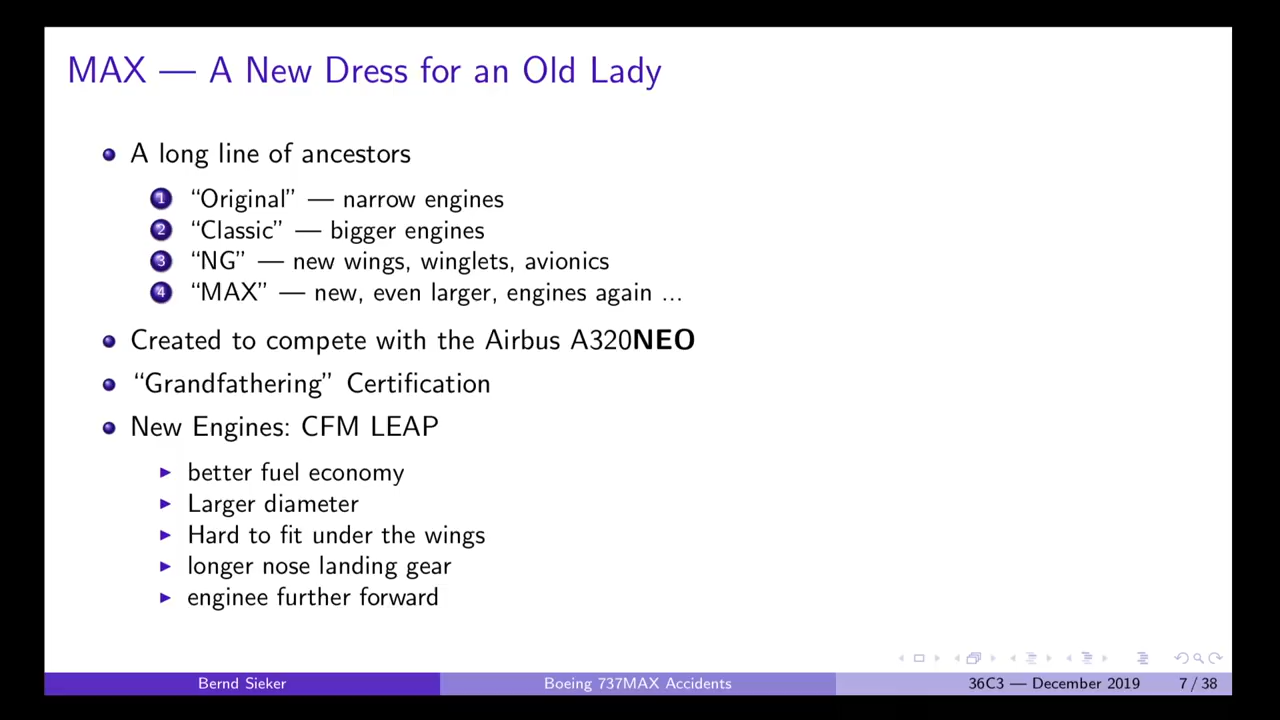 MAX — A New Dress for an Old Lady
A long line of ancestors
1 “Original” — narrow engines
2 “Classic” — bigger engines
3 “NG” — new wings, winglets, avionics
4 “MAX” — new, even larger, engines again ...
Created to compete with the Airbus A320NEO
“Grandfathering” Certification
New Engines: CFM LEAP
better fuel economy
Larger diameter
Hard to fit under the wings
longer nose landing gear
enginee further forward
Bernd Sieker Boeing 737MAX Accidents 36C3 — December 2019 7 / 38